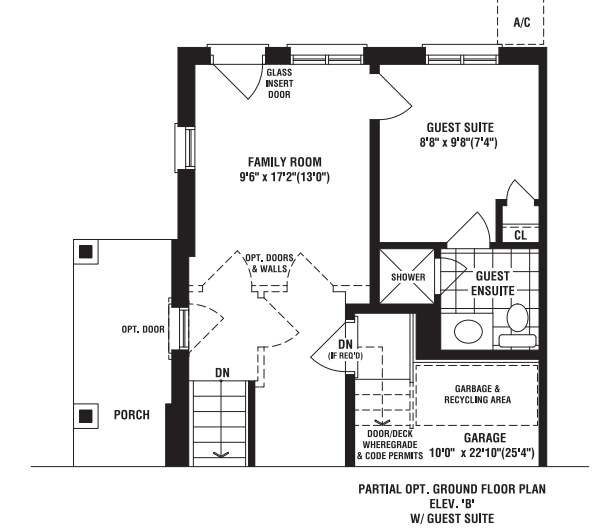 A/C
GLASS
INSERT
DOOR
GUEST SUITE
8'8" x 9'8"(7'4")
FAMILY ROOM
9'6" x 17'2"(13'0")
CL
OPT. DOORS
& WALLS
SHOWER
GUEST
ENSUITE
OPT. DOOR
DN
(IF REQ'D)
DN
GARBAGE &
RECYCLING AREA
PORCH
DOOR/DECK
WHEREGRADE
& CODE PERMITS
GARAGE
10'0" x 22'10"(25'4")
PARTIAL OPT. GROUND FLOOR PLAN
ELEV. 'B'
W/ GUEST SUITE